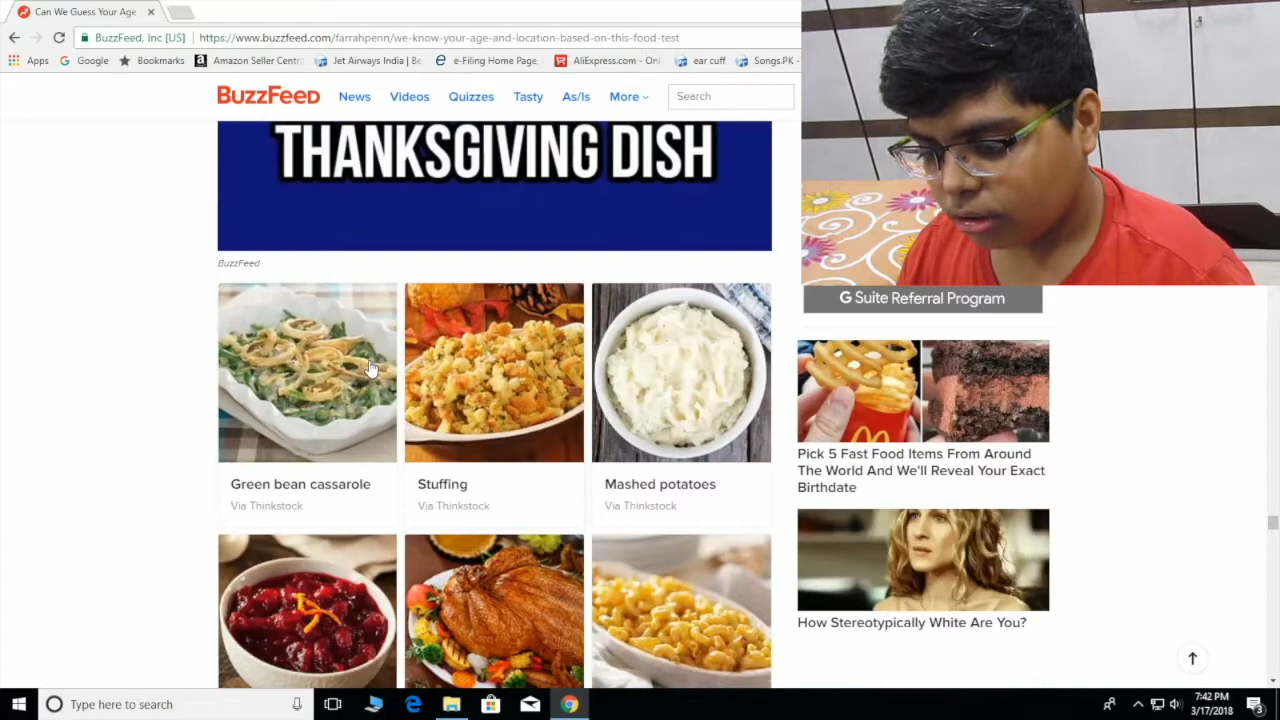 Can We Guess Your Age
BuzzFeed, Inc [US]
https://www.buzzfeed.com/farrahpenn/we-know-your-age-and-location-based-on-this-food-test
Apps
Google
Bookmarks
Amazon Seller Centr
Jet Airways India | Be
e-Filing Home Page,
AliExpress.com - Onl
ear cuff
Songs.PK -
BuzzFeed
News
Videos
Quizzes
Tasty
As/Is
More
Search
THANKSGIVING DISH
BuzzFeed
Green bean cassarole
Via Thinkstock
Stuffing
Via Thinkstock
Mashed potatoes
Via Thinkstock
G Suite Referral Program
Pick 5 Fast Food Items From Around
The World And We'll Reveal Your Exact
Birthdate
How Stereotypically White Are You?
Type here to search
7:42 PM
3/17/2018
3